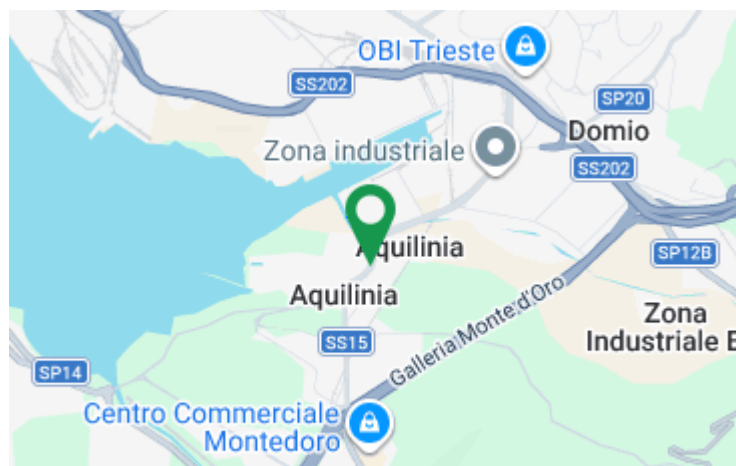 OBI Trieste
SS202
SP20
Domio
Zona industriale
SS202
Aquilinia
SP12B
Aquilinia
Galleria Monte d'Oro
Zona
Industriale E
SS15
SP14
Centro Commerciale
Montedoro